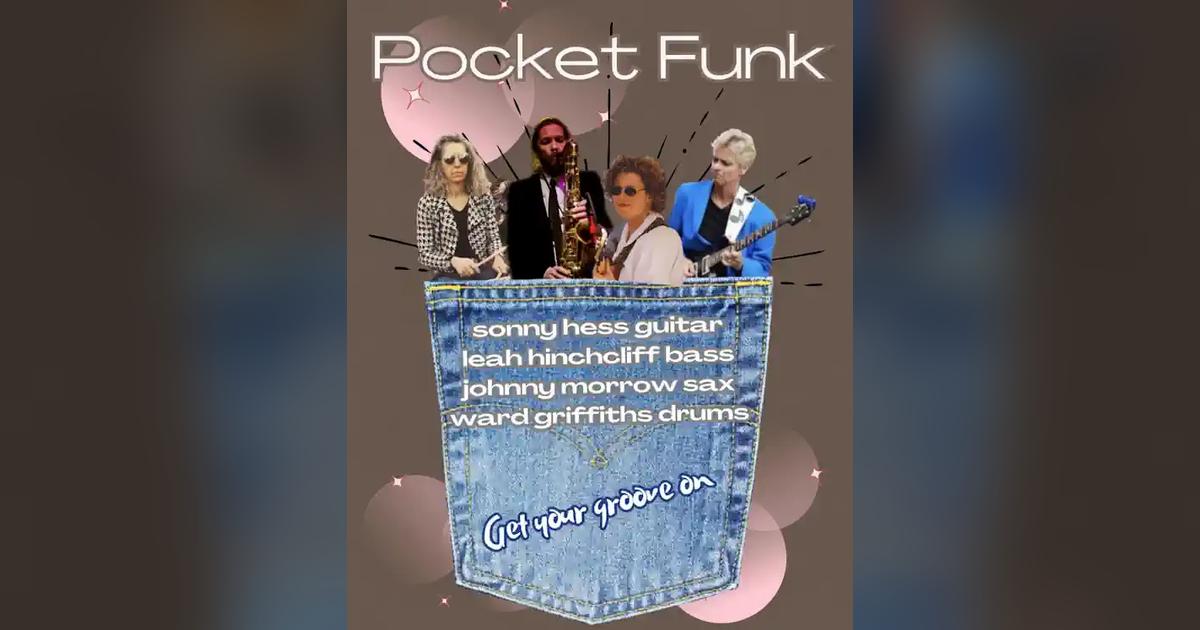 Pocket Funk
sonny hess guitar
leah hinchcliff bass
johnny morrow sax
ward griffiths drums
Get your groove on